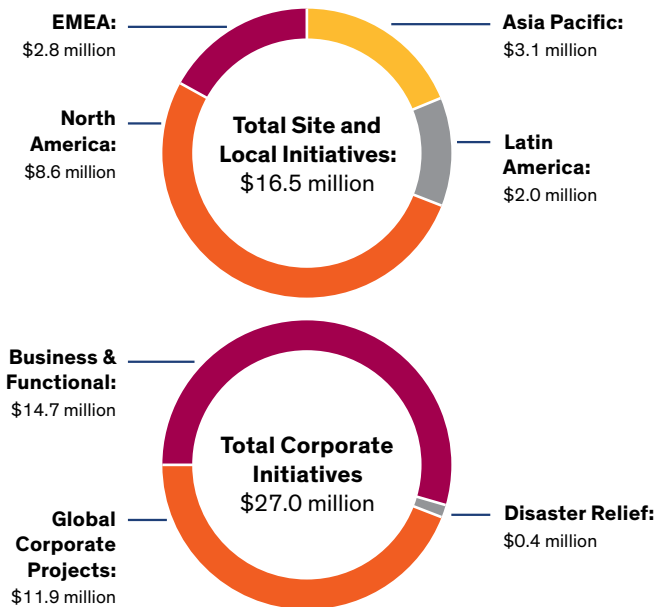 EMEA:
$2.8 million
Asia Pacific:
$3.1 million
North
America:
$8.6 million
Total Site and
Local Initiatives:
$16.5 million
Latin
America:
$2.0 million
Business &
Functional:
$14.7 million
Total Corporate
Initiatives
$27.0 million
Global
Corporate
Projects:
$11.9 million
Disaster Relief:
$0.4 million